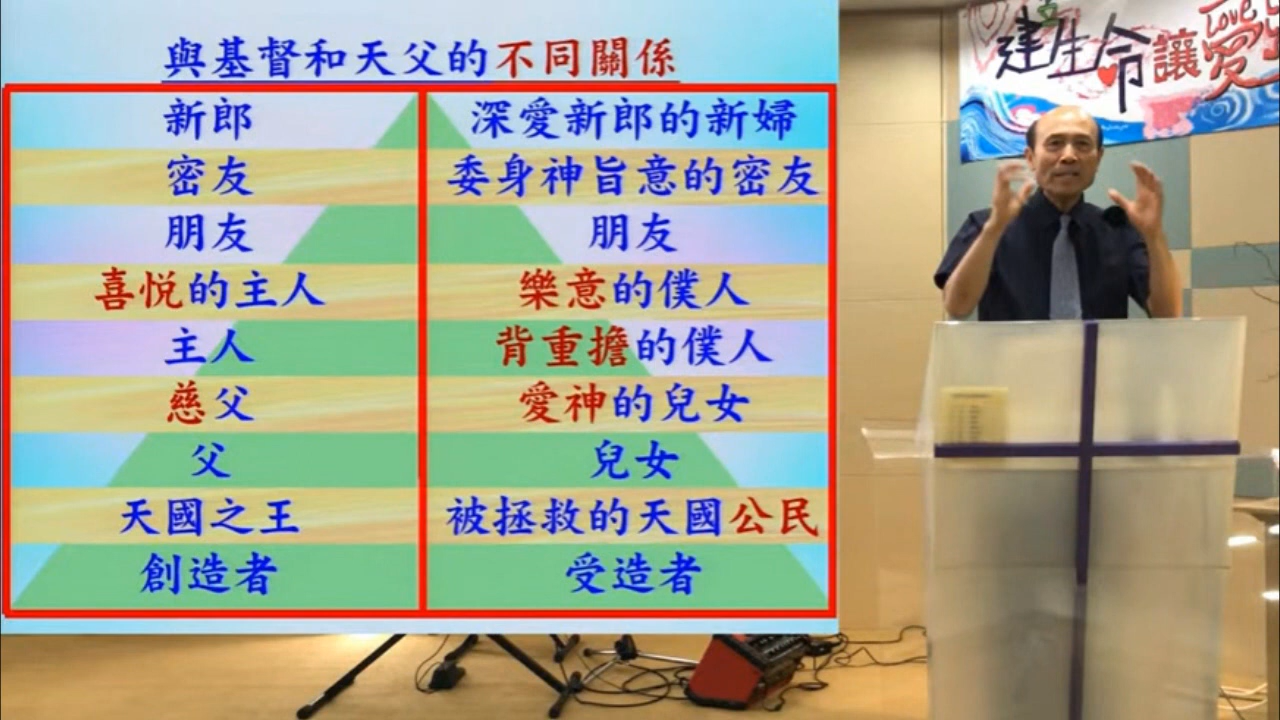 與基督和天父的不同關係
新郎 深愛新郎的新婦
密友 委身神旨意的密友
朋友 朋友
喜悅的主人 樂意的僕人
主人 背重擔的僕人
慈父 愛神的兒女
父 兒女
天國之王 被拯救的天國公民
創造者 受造者
建生命讓愛
Love